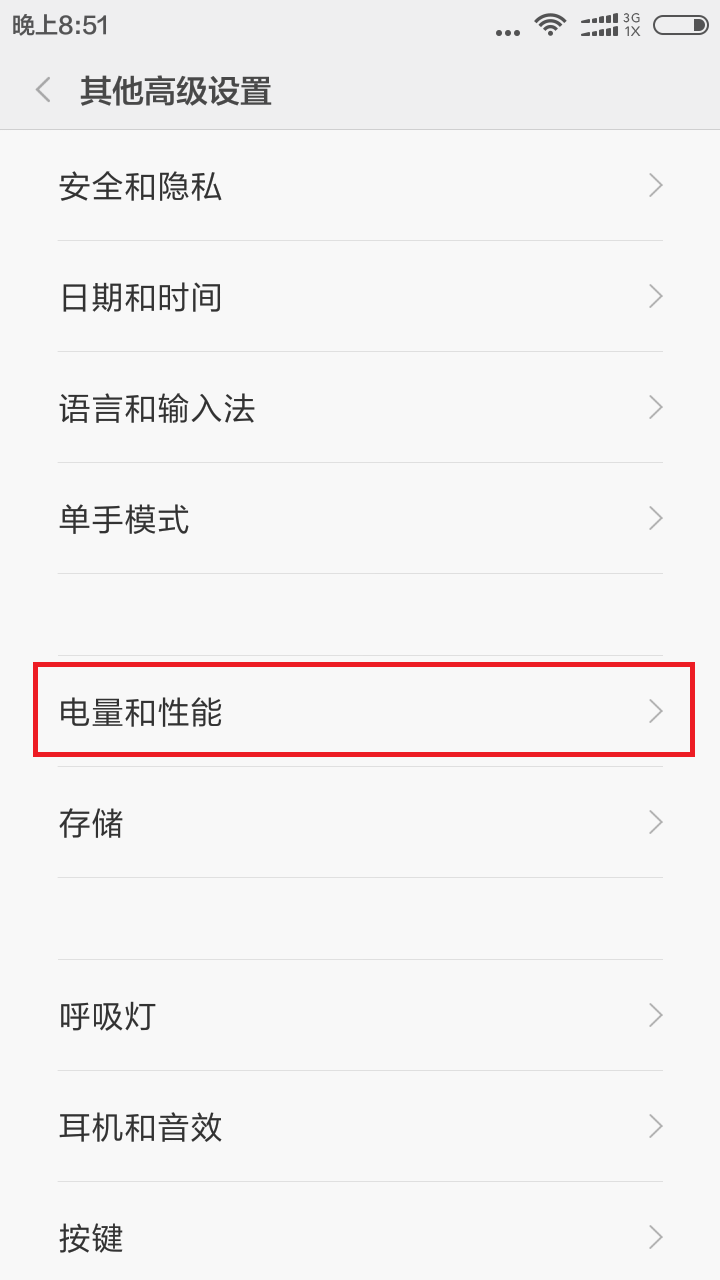 晚上8:51
3G
1X
其他高级设置
安全和隐私
日期和时间
语言和输入法
单手模式
电量和性能
存储
呼吸灯
耳机和音效
按键